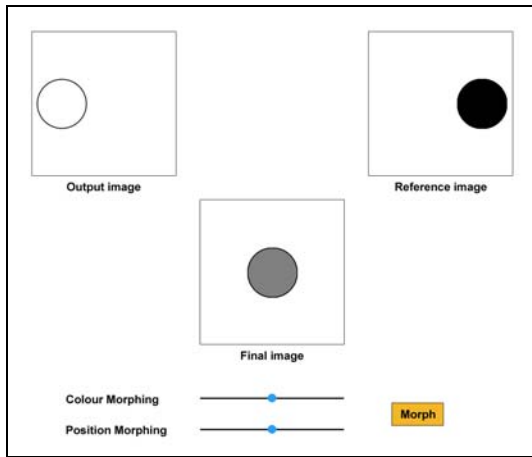 Output image
Reference image
Final image
Colour Morphing
Morph
Position Morphing